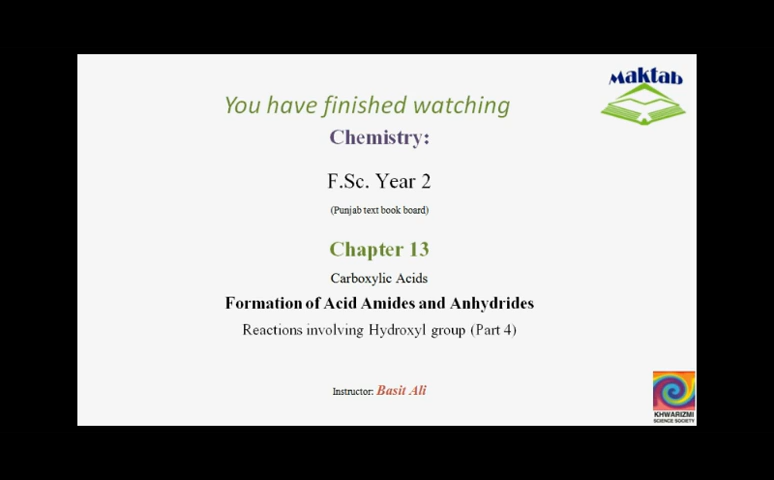 Maktab
You have finished watching
Chemistry:
F.Sc. Year 2
(Punjab text book board)
Chapter 13
Carboxylic Acids
Formation of Acid Amides and Anhydrides
Reactions involving Hydroxyl group (Part 4)
Instructor: Basit Ali
KHWARIZMI
SCIENCE SOCIETY